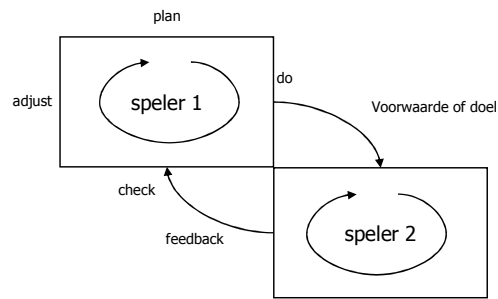 plan
do
adjust
speler 1
Voorwaarde of doel
check
feedback
speler 2